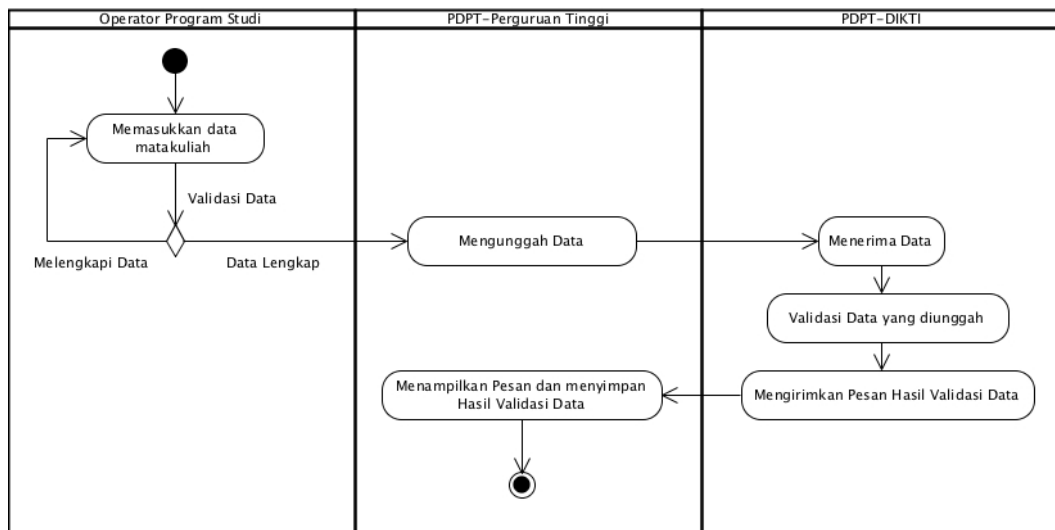 Operator Program Studi
PDPT-Perguruan Tinggi
PDPT-DIKTI
Memasukkan data
matakuliah
Validasi Data
Melengkapi Data
Data Lengkap
Mengunggah Data
Menerima Data
Validasi Data yang diunggah
Mengirimkan Pesan Hasil Validasi Data
Menampilkan Pesan dan menyimpan
Hasil Validasi Data